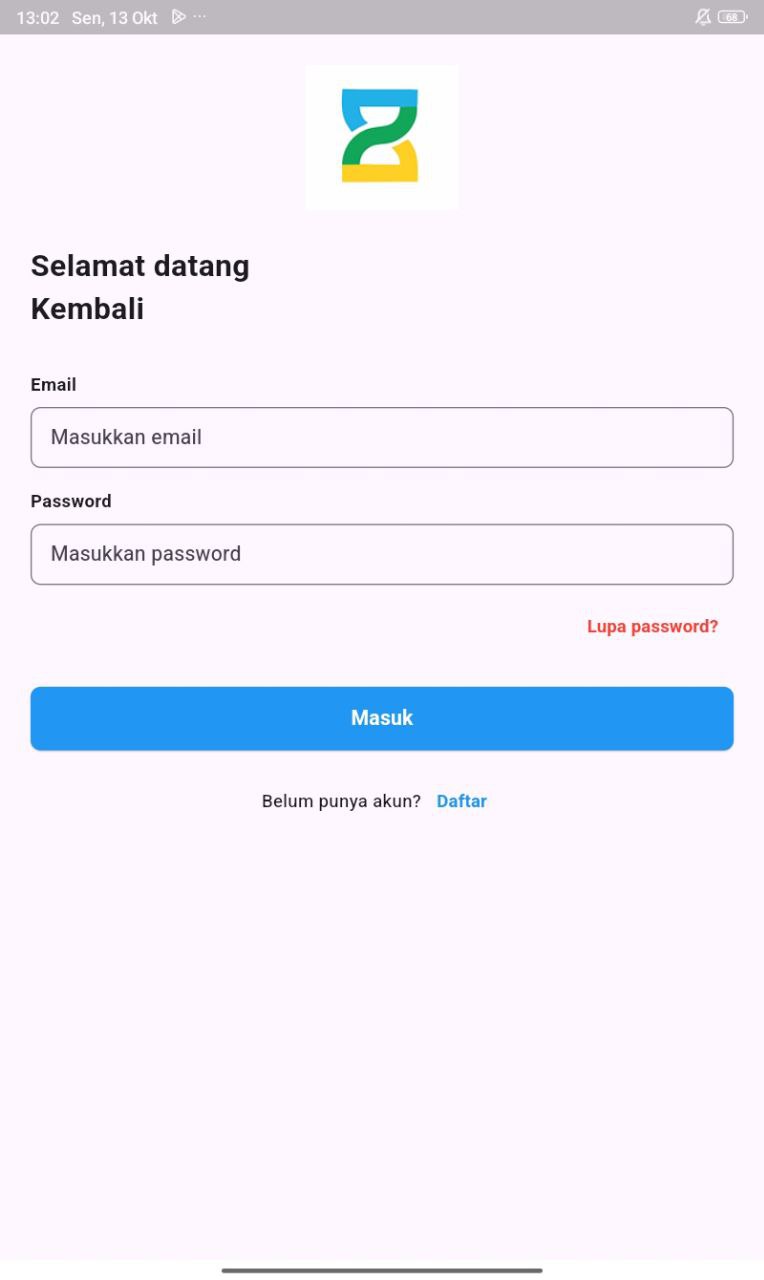 13:02 Sen, 13 Okt ···
68
Selamat datang
Kembali
Email
Masukkan email
Password
Masukkan password
Lupa password?
Masuk
Belum punya akun? Daftar